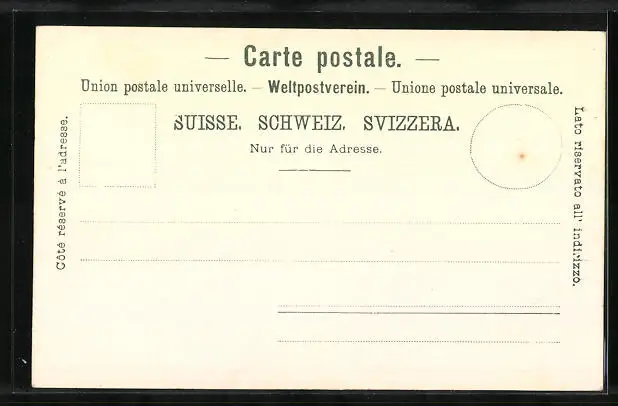 — Carte postale. —
Union postale universelle. — Weltpostverein. — Unione postale universale.
SUISSE. SCHWEIZ. SVIZZERA.
Nur für die Adresse.
Côté réservé à l'adresse.
Lato riservato all' indirizzo.